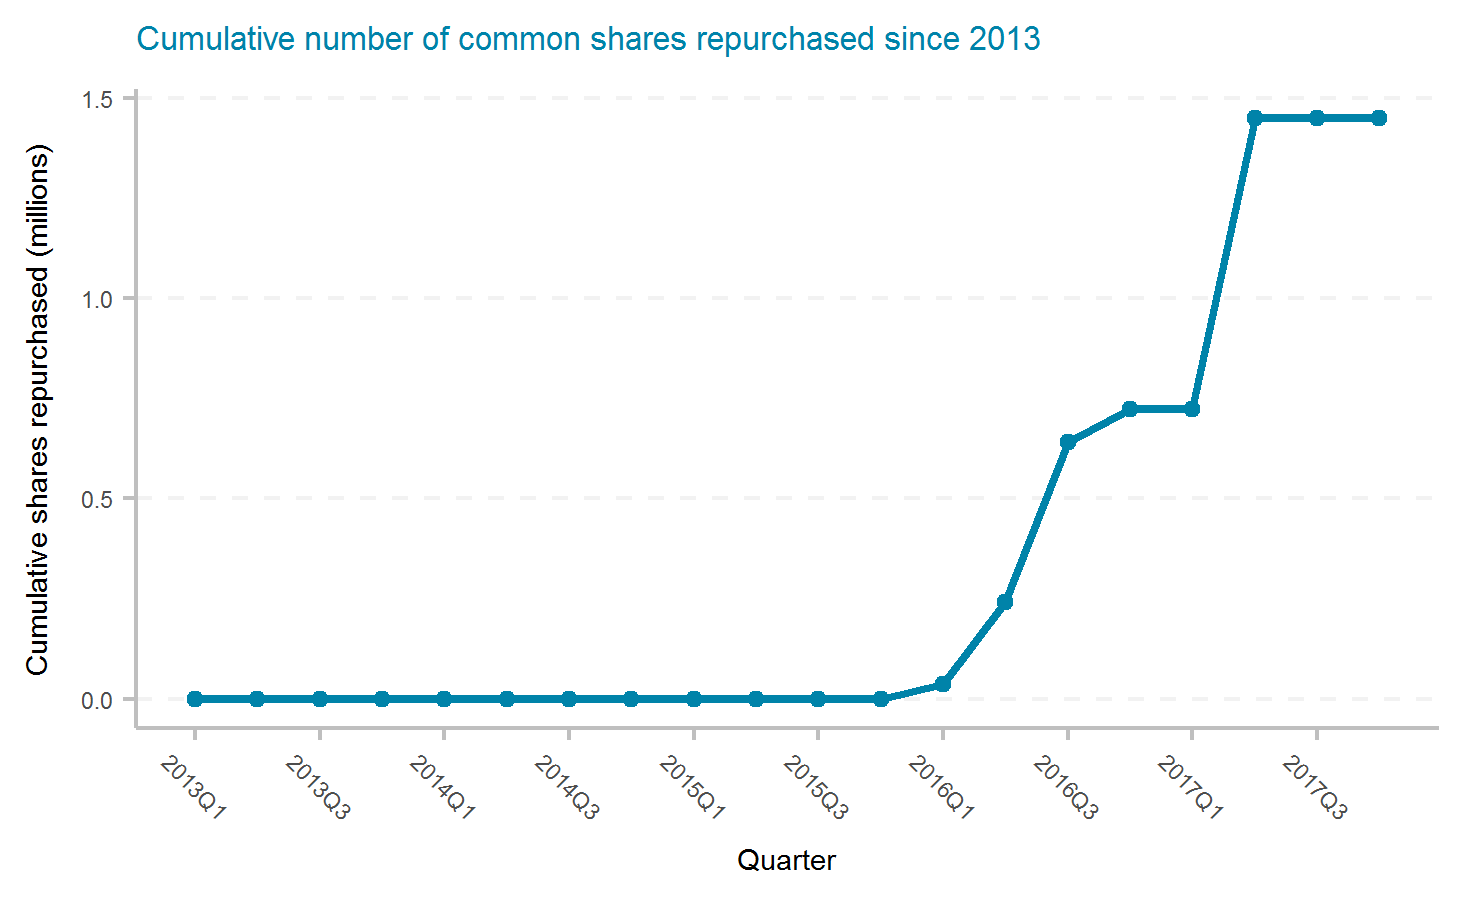 Cumulative number of common shares repurchased since 2013
Cumulative shares repurchased (millions)
1.5
1.0
0.5
0.0
2013Q1
2013Q3
2014Q1
2014Q3
2015Q1
2015Q3
2016Q1
2016Q3
2017Q1
2017Q3
Quarter